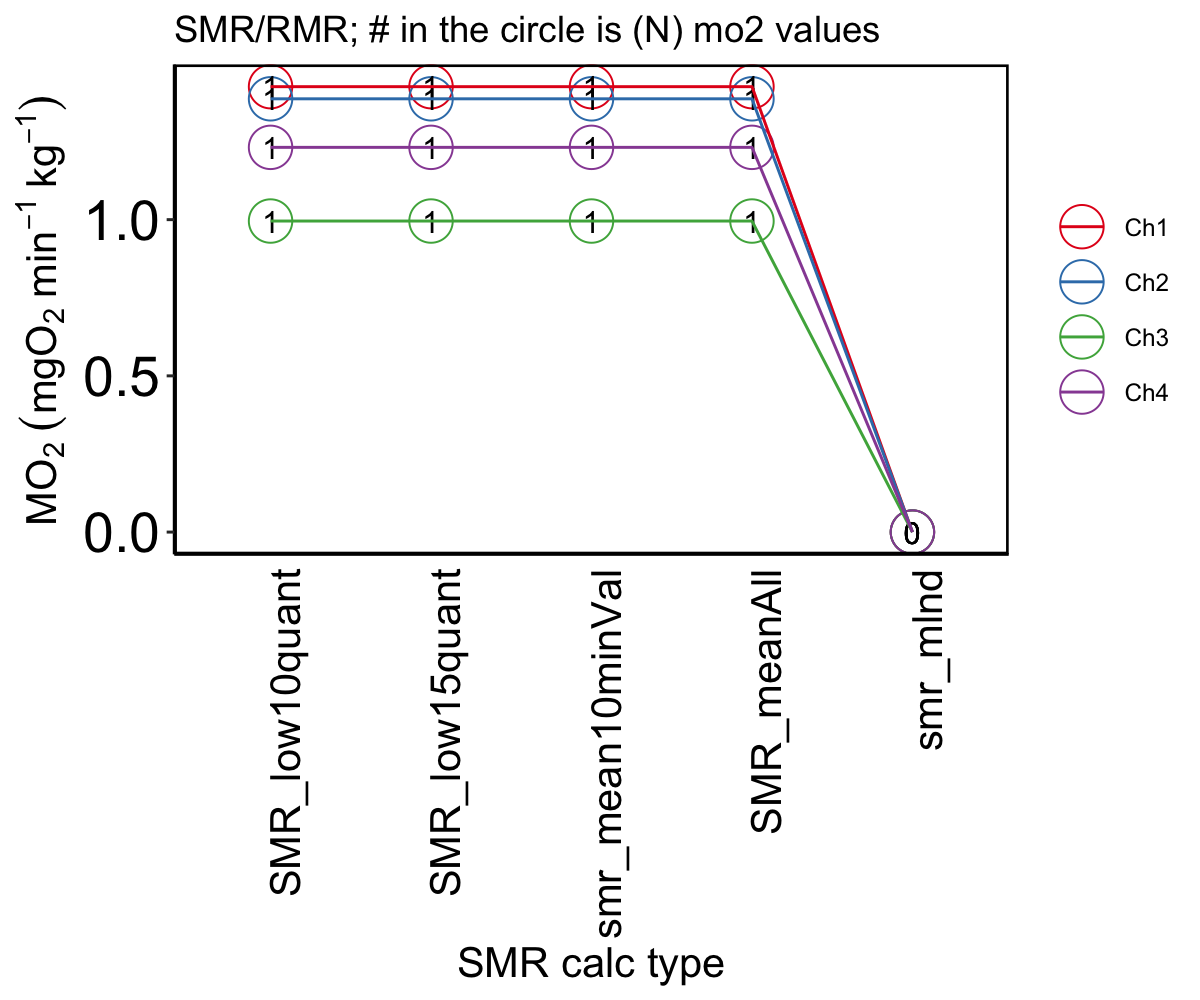 SMR/RMR; # in the circle is (N) mo2 values
MO₂ (mgO₂ min⁻¹ kg⁻¹)
1.0
0.5
0.0
1 1 1 1
1 1 1 1
1 1 1 1
1 1 1 1
0
Ch1
Ch2
Ch3
Ch4
SMR_low10quant
SMR_low15quant
smr_mean10minVal
SMR_meanAll
smr_mlnd
SMR calc type